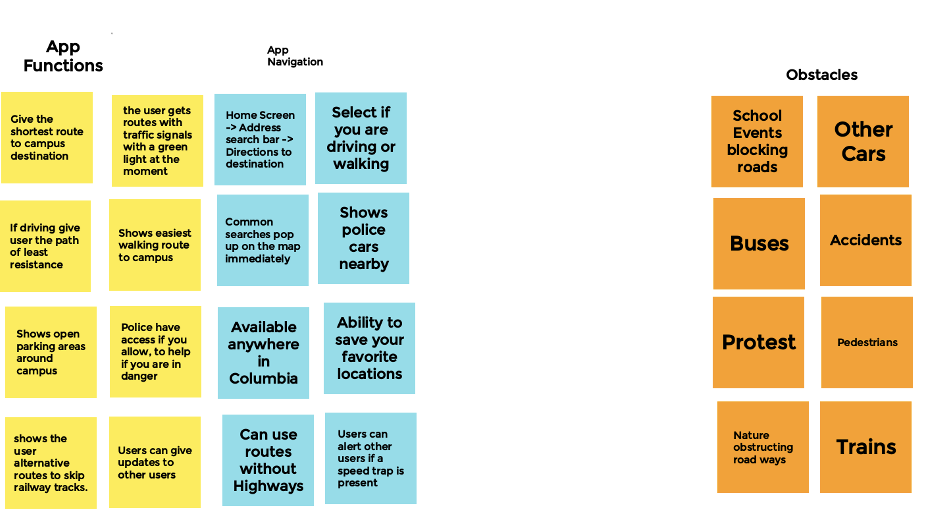 App
Functions
App
Navigation
Obstacles
Give the
shortest route
to campus
destination
the user gets
routes with
traffic signals
with a green
light at the
moment
Home Screen
-> Address
search bar ->
Directions to
destination
Select if
you are
driving or
walking
School
Events
blocking
roads
Other
Cars
If driving give
user the path
of least
resistance
Shows easiest
walking route
to campus
Common
searches pop
up on the map
immediately
Shows
police
cars
nearby
Buses
Accidents
Shows open
parking areas
around
campus
Police have
access if you
allow, to help
if you are in
danger
Available
anywhere
in
Columbia
Ability to
save your
favorite
locations
Protest
Pedestrians
shows the
user
alternative
routes to skip
railway tracks.
Users can give
updates to
other users
Can use
routes
without
Highways
Users can
alert other
users if a
speed trap is
present
Nature
obstructing
road ways
Trains